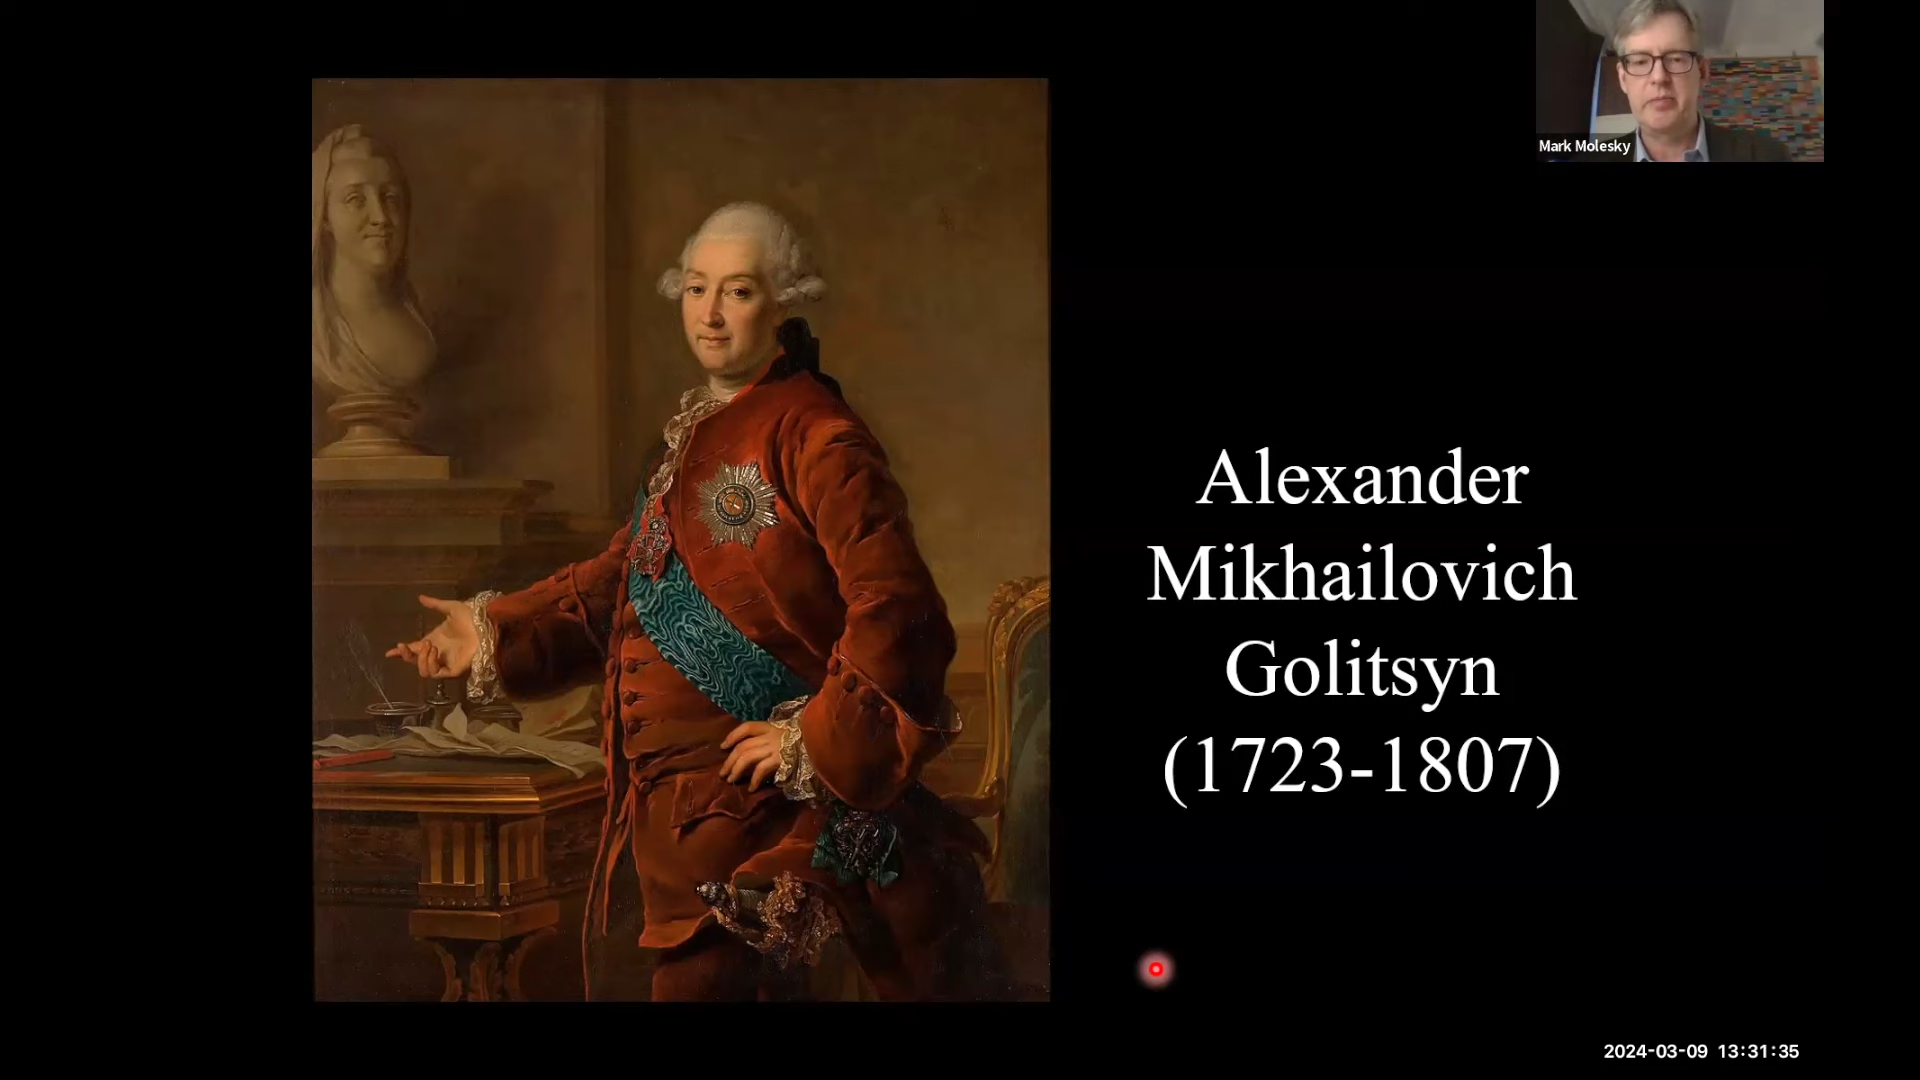 Mark Molesky
Alexander
Mikhailovich
Golitsyn
(1723-1807)
2024-03-09 13:31:35